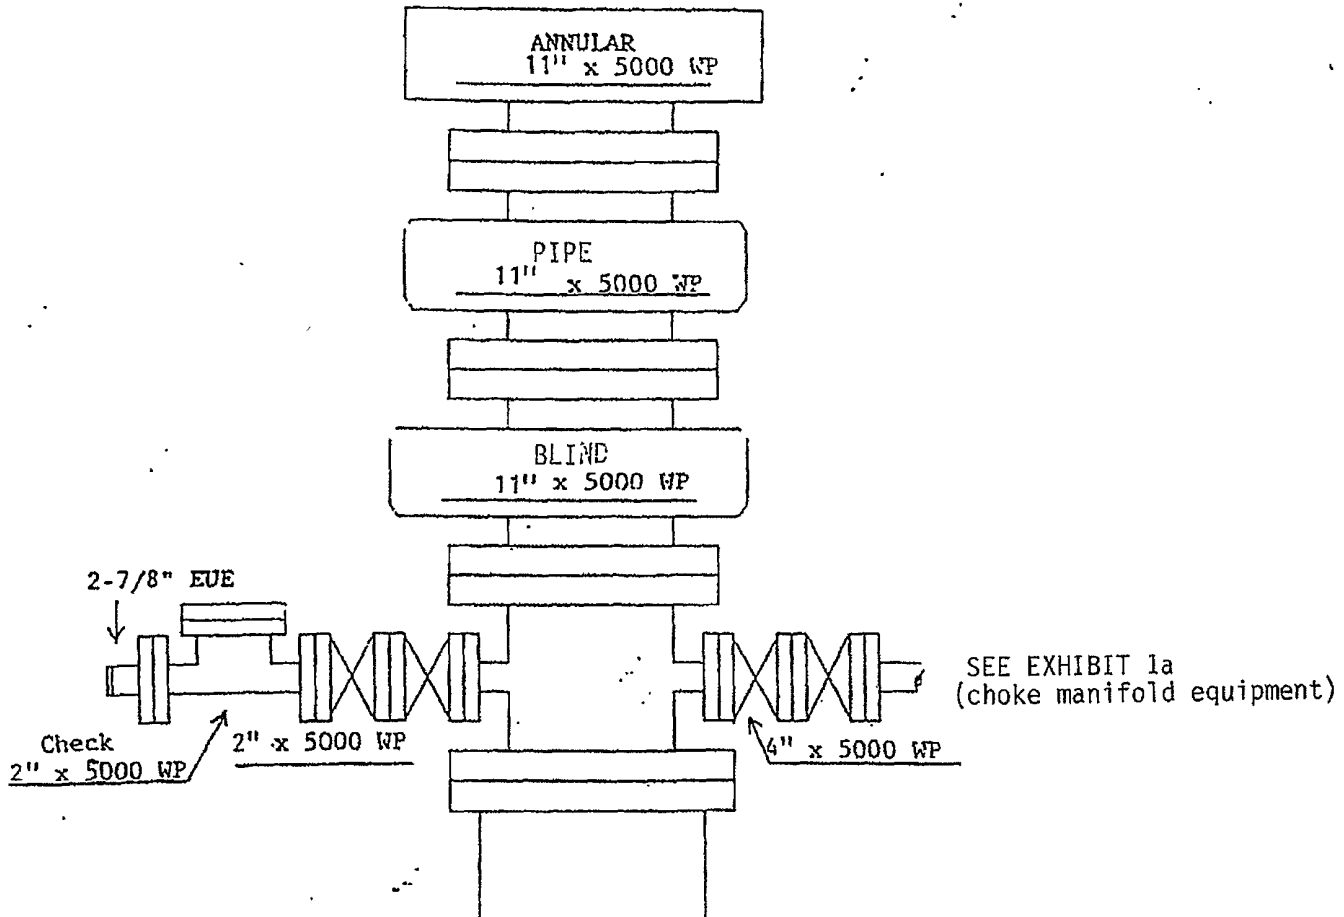 ANNULAR
11" x 5000 WP
PIPE
11" x 5000 WP
BLIND
11" x 5000 WP
2-7/8" EUE
SEE EXHIBIT 1a
(choke manifold equipment)
Check
2" x 5000 WP
2" x 5000 WP
4" x 5000 WP